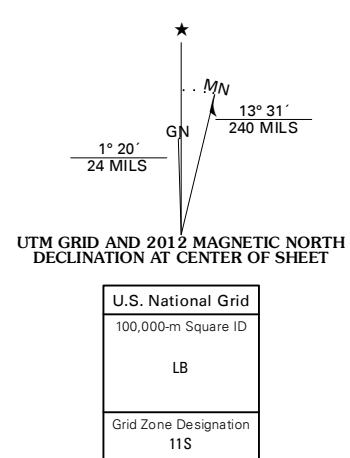 ★
MN
13° 31´
240 MILS
GN
1° 20´
24 MILS
UTM GRID AND 2012 MAGNETIC NORTH
DECLINATION AT CENTER OF SHEET
U.S. National Grid
100,000-m Square ID
LB
Grid Zone Designation
11S